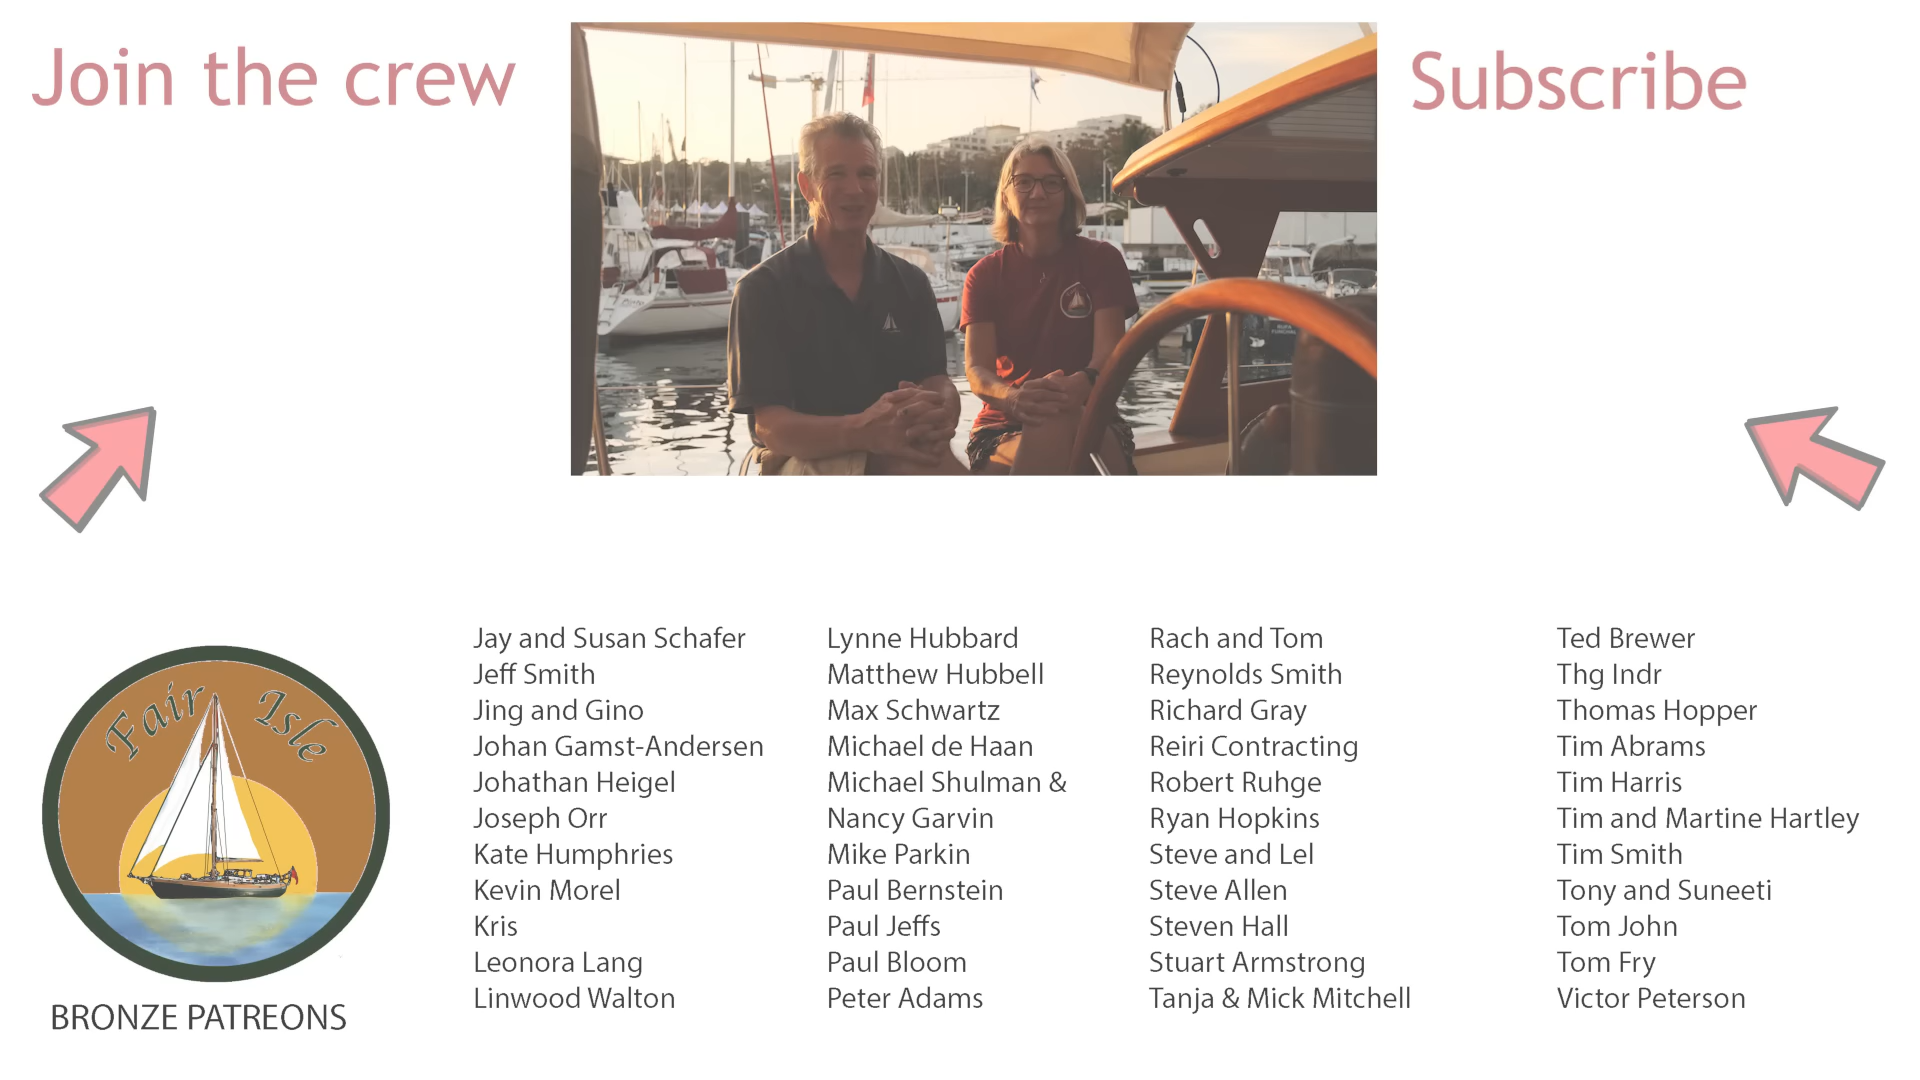 Join the crew
Subscribe
Fair Isle
BRONZE PATREONS
Jay and Susan Schafer
Jeff Smith
Jing and Gino
Johan Gamst-Andersen
Johathan Heigel
Joseph Orr
Kate Humphries
Kevin Morel
Kris
Leonora Lang
Linwood Walton
Lynne Hubbard
Matthew Hubbell
Max Schwartz
Michael de Haan
Michael Shulman &
Nancy Garvin
Mike Parkin
Paul Bernstein
Paul Jeffs
Paul Bloom
Peter Adams
Rach and Tom
Reynolds Smith
Richard Gray
Reiri Contracting
Robert Ruhge
Ryan Hopkins
Steve and Lel
Steve Allen
Steven Hall
Stuart Armstrong
Tanja & Mick Mitchell
Ted Brewer
Thg Indr
Thomas Hopper
Tim Abrams
Tim Harris
Tim and Martine Hartley
Tim Smith
Tony and Suneeti
Tom John
Tom Fry
Victor Peterson